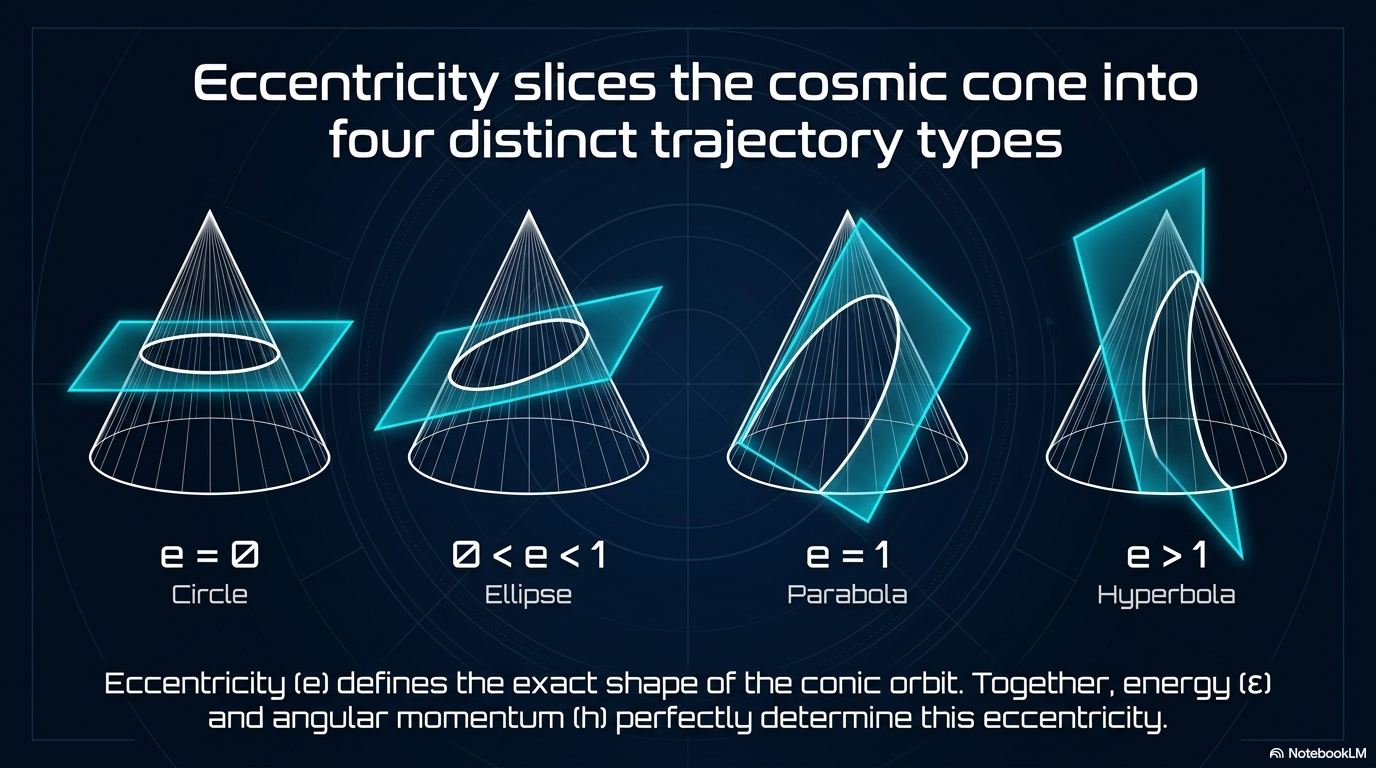 Eccentricity slices the cosmic cone into
four distinct trajectory types
e = 0
Circle
0 < e < 1
Ellipse
e = 1
Parabola
e > 1
Hyperbola
Eccentricity (e) defines the exact shape of the conic orbit. Together, energy (ε)
and angular momentum (h) perfectly determine this eccentricity.
NotebookLM